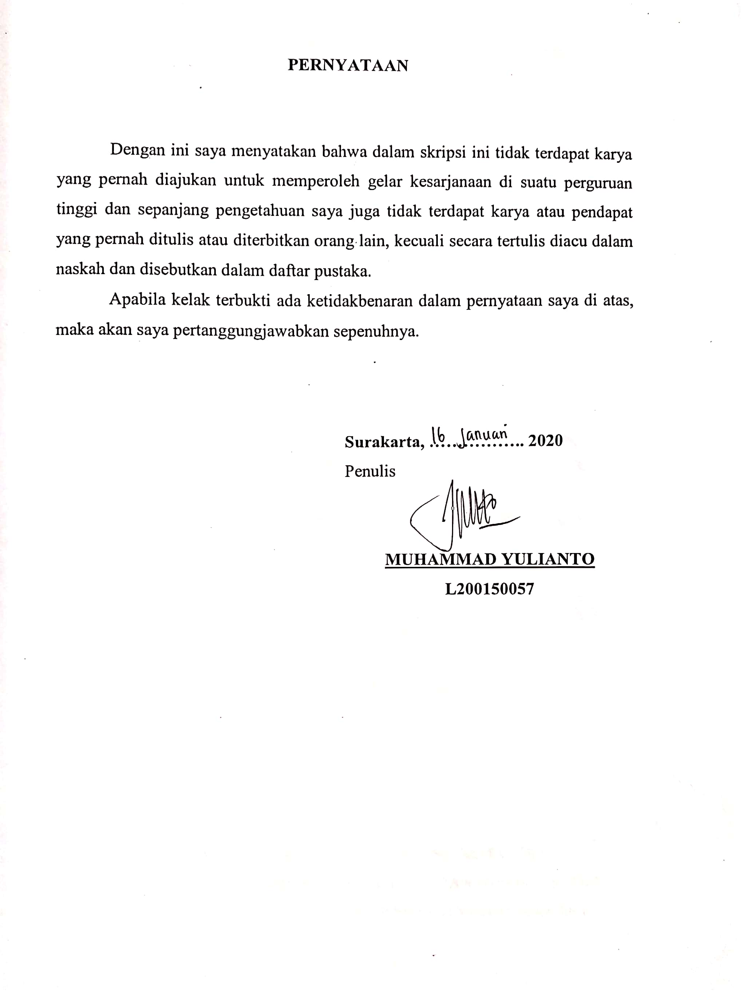 PERNYATAAN
Dengan ini saya menyatakan bahwa dalam skripsi ini tidak terdapat karya
yang pernah diajukan untuk memperoleh gelar kesarjanaan di suatu perguruan
tinggi dan sepanjang pengetahuan saya juga tidak terdapat karya atau pendapat
yang pernah ditulis atau diterbitkan orang lain, kecuali secara tertulis diacu dalam
naskah dan disebutkan dalam daftar pustaka.
Apabila kelak terbukti ada ketidakbenaran dalam pernyataan saya di atas,
maka akan saya pertanggungjawabkan sepenuhnya.
Surakarta, 16 Januari 2020
Penulis
MUHAMMAD YULIANTO
L200150057